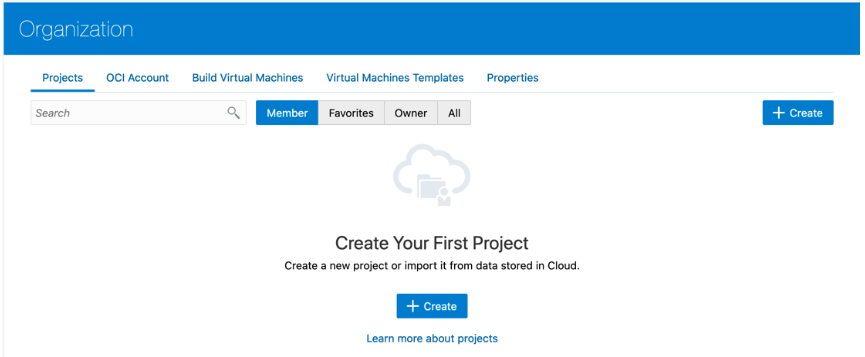 Organization
Projects OCI Account Build Virtual Machines Virtual Machines Templates Properties
Search Member Favorites Owner All + Create
Create Your First Project
Create a new project or import it from data stored in Cloud.
+ Create
Learn more about projects